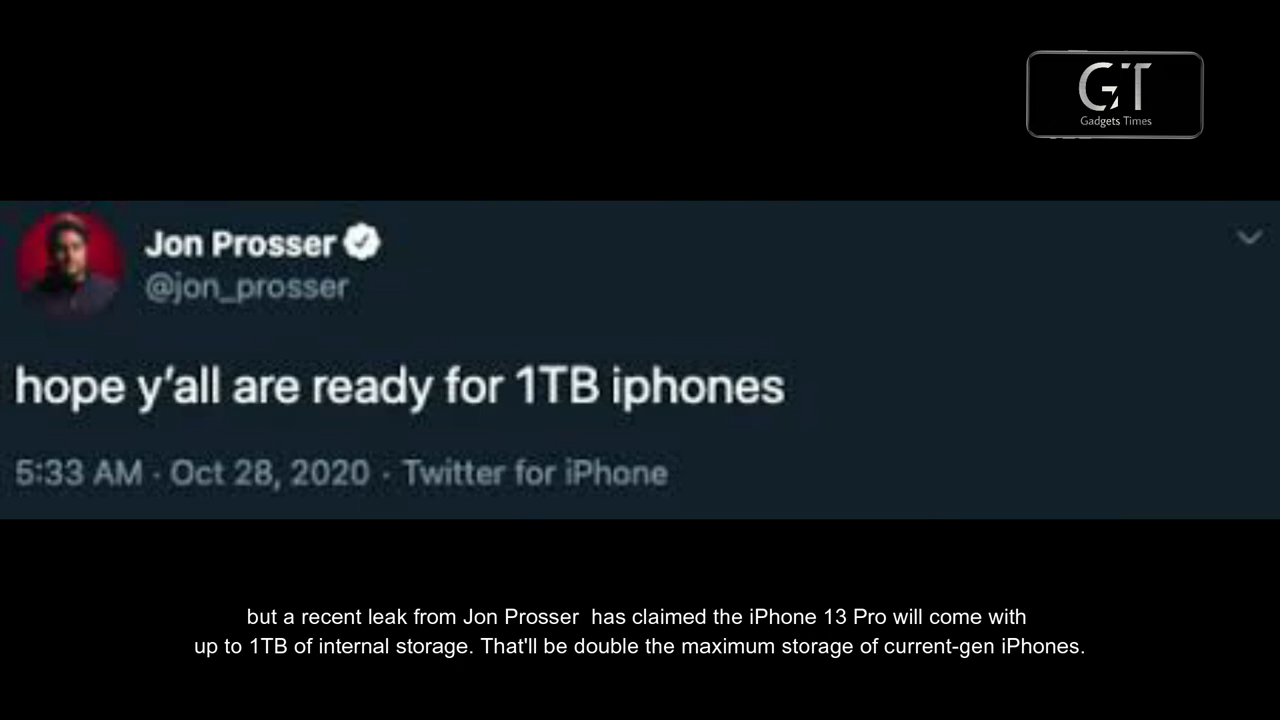 GT
Gadgets Times
Jon Prosser
@jon_prosser
hope y'all are ready for 1TB iphones
5:33 AM · Oct 28, 2020 · Twitter for iPhone
but a recent leak from Jon Prosser  has claimed the iPhone 13 Pro will come with
up to 1TB of internal storage. That'll be double the maximum storage of current-gen iPhones.